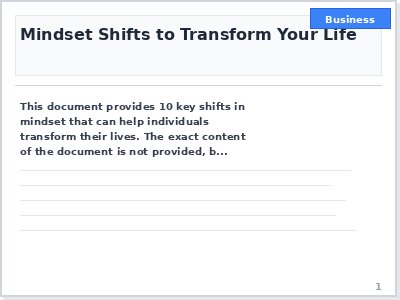 Business
Mindset Shifts to Transform Your Life
This document provides 10 key shifts in
mindset that can help individuals
transform their lives. The exact content
of the document is not provided, b...
1